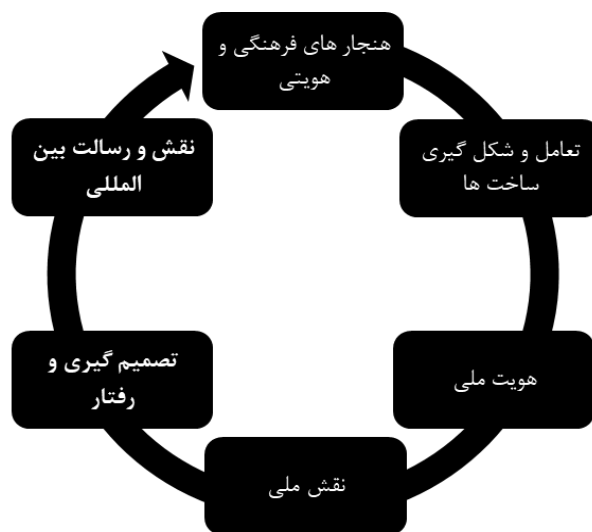 هنجار های فرهنگی و
هویتی
تعامل و شکل گیری
ساخت ها
هویت ملی
نقش ملی
تصمیم گیری و
رفتار
نقش و رسالت بین
المللی